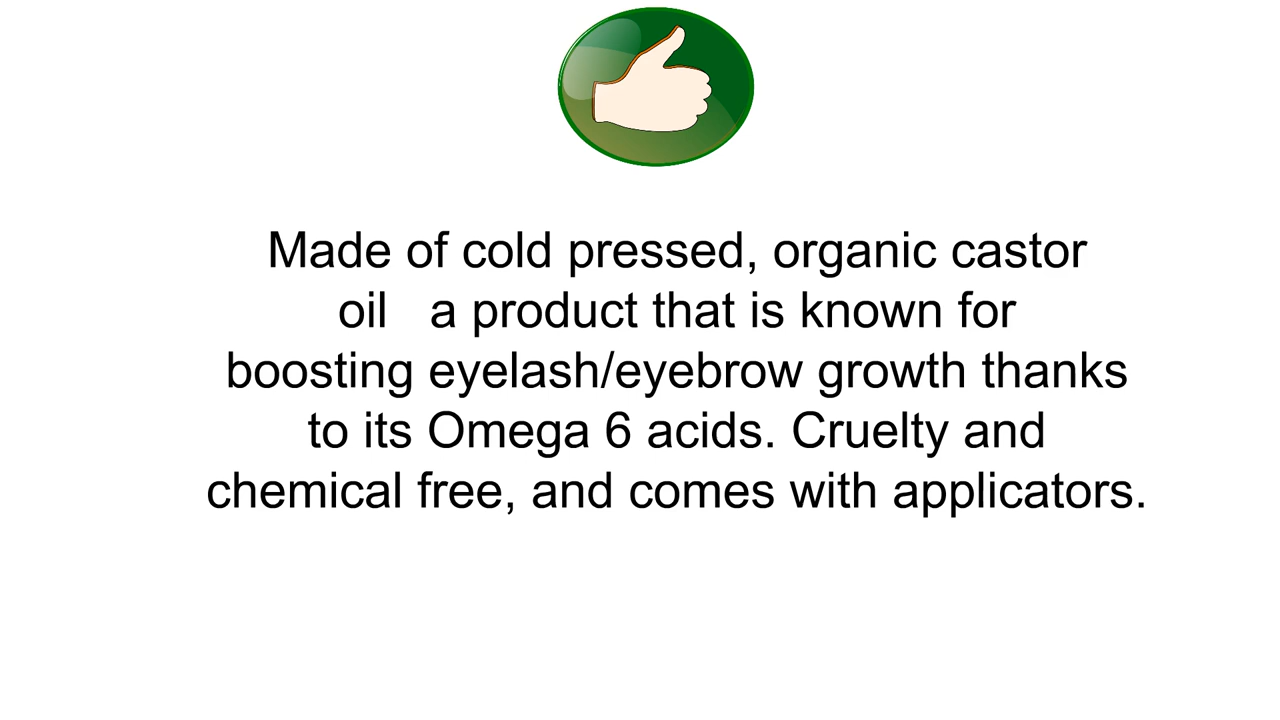 Made of cold pressed, organic castor
oil   a product that is known for
boosting eyelash/eyebrow growth thanks
to its Omega 6 acids. Cruelty and
chemical free, and comes with applicators.